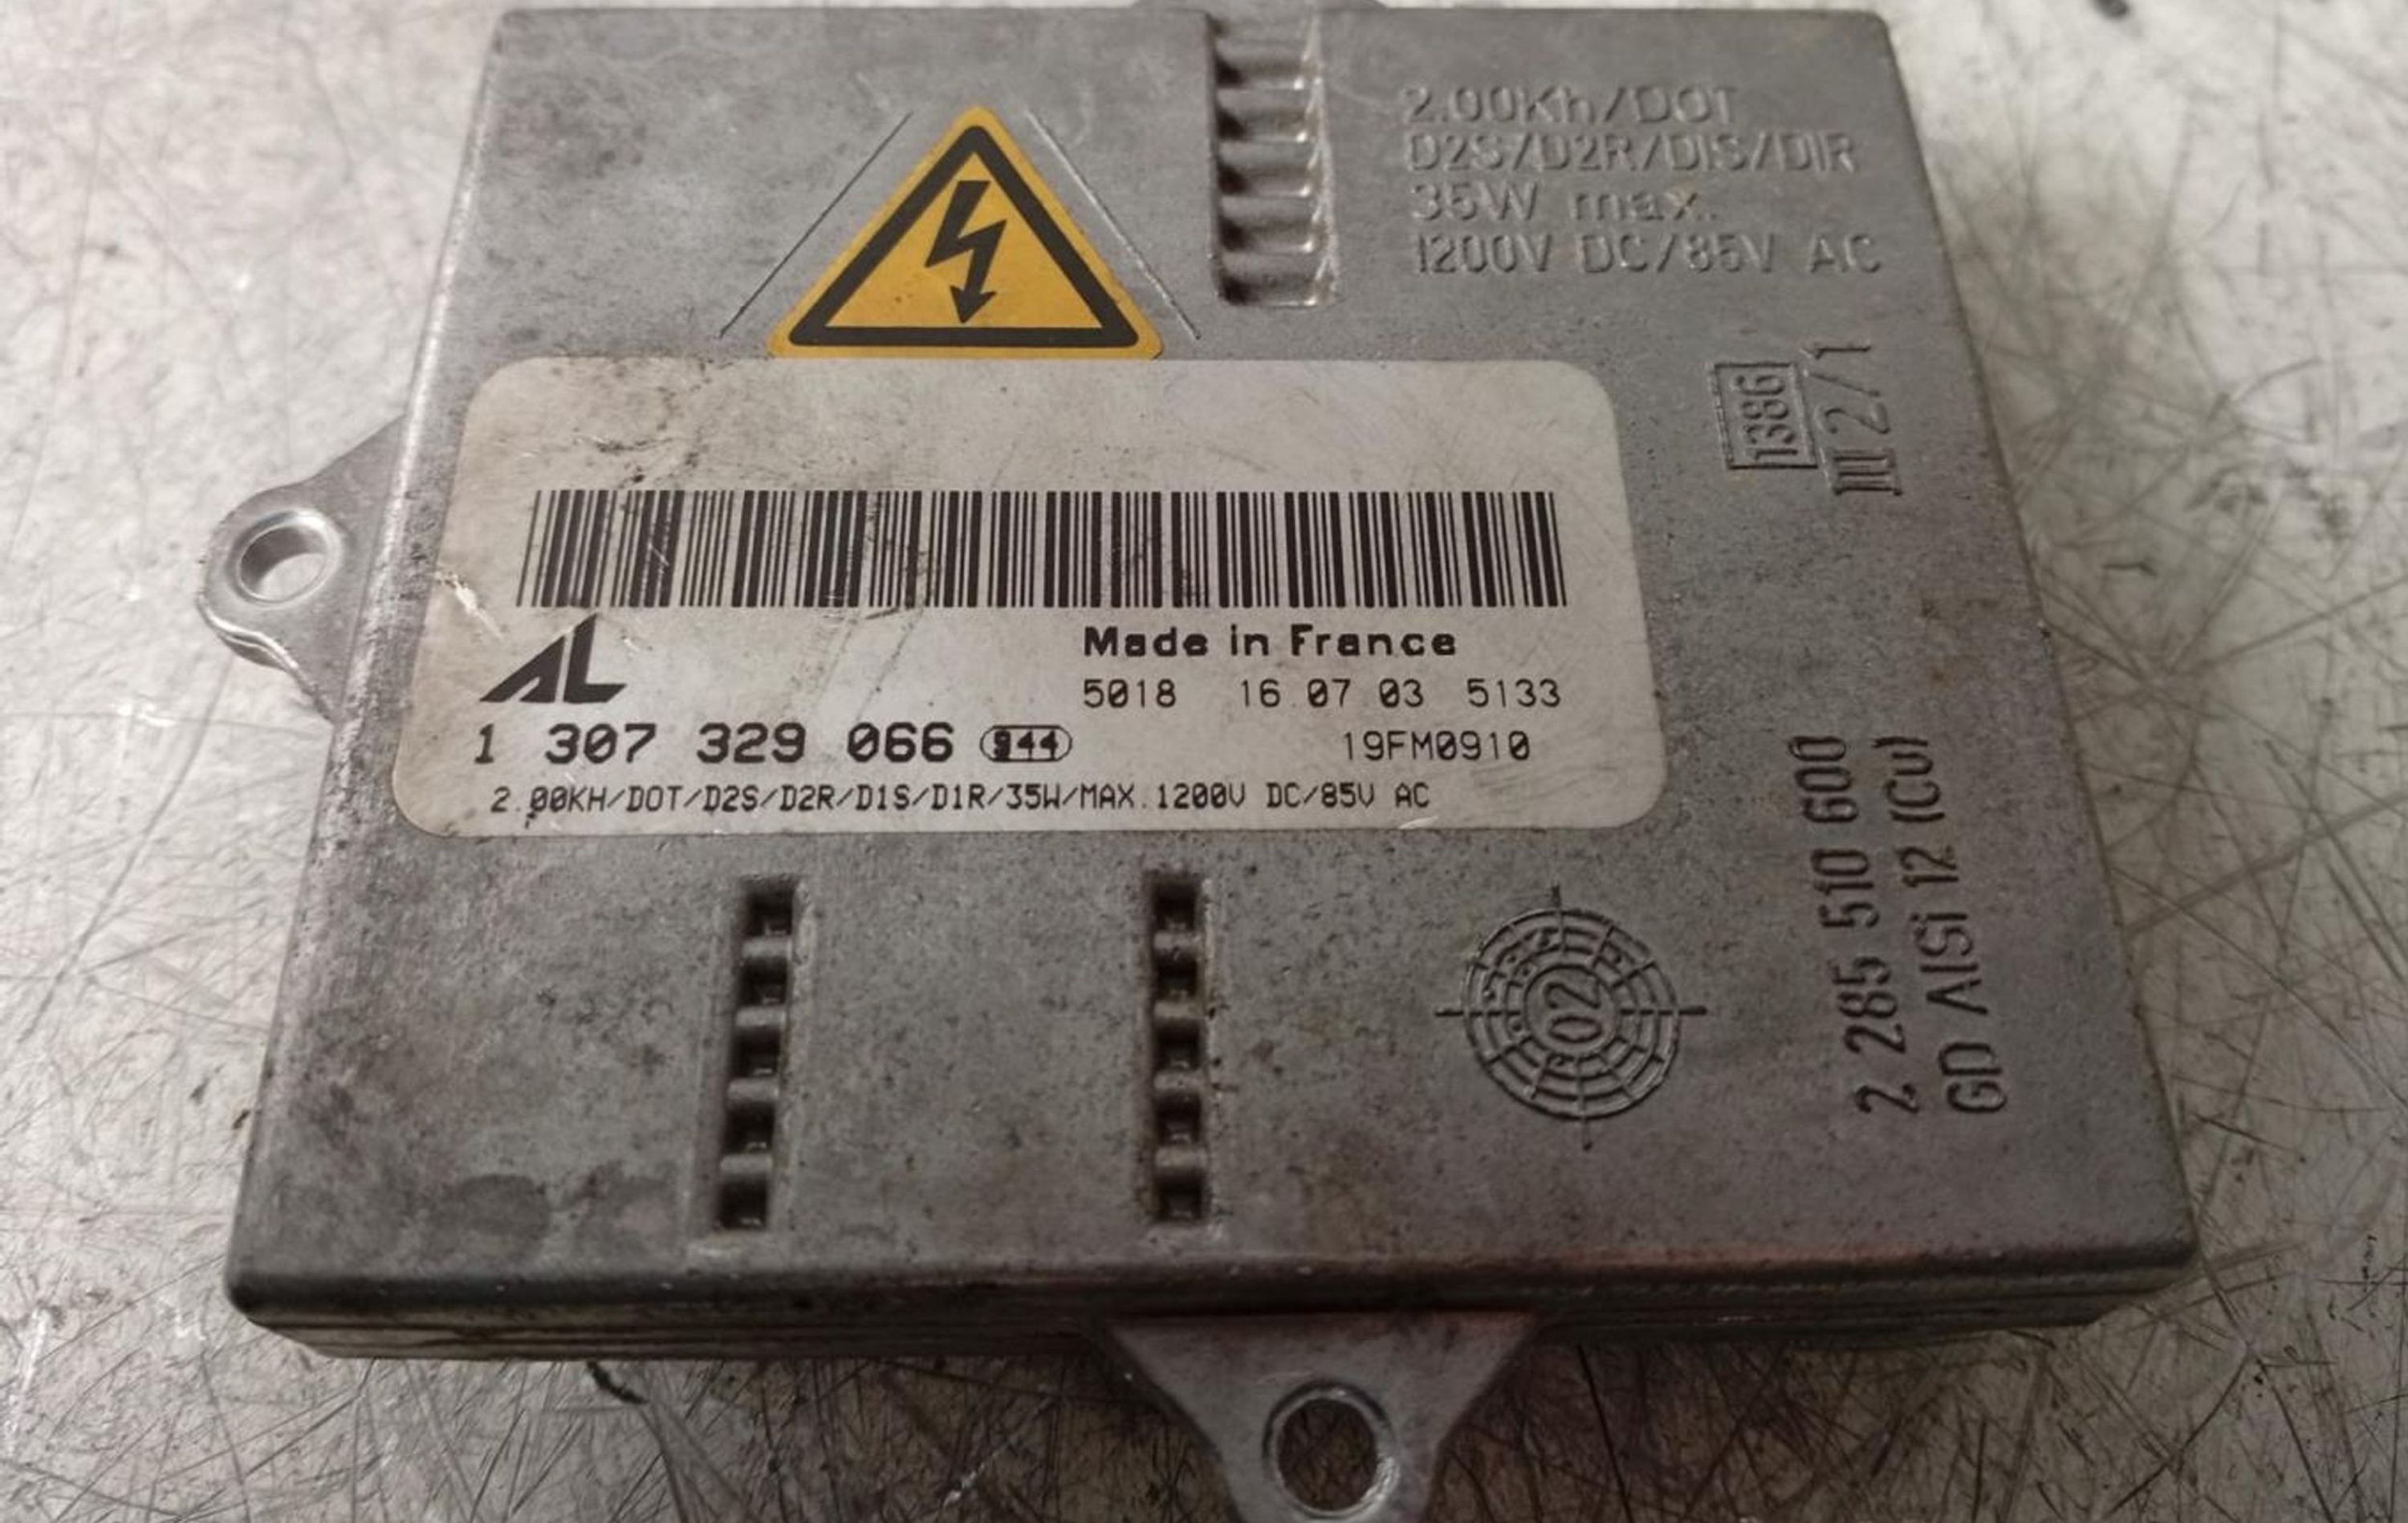 2.00Kh/DOT
D2S/D2R/D1S/D1R
35W max.
1200V DC/85V AC
1386
III 2/1
AL
Made in France
5018 16 07 03 5133
1 307 329 066 944 19FM0910
2.00KH/DOT/D2S/D2R/D1S/D1R/35W/MAX.1200V DC/85V AC
02
2 285 510 600
GD AlSi 12 (Cu)